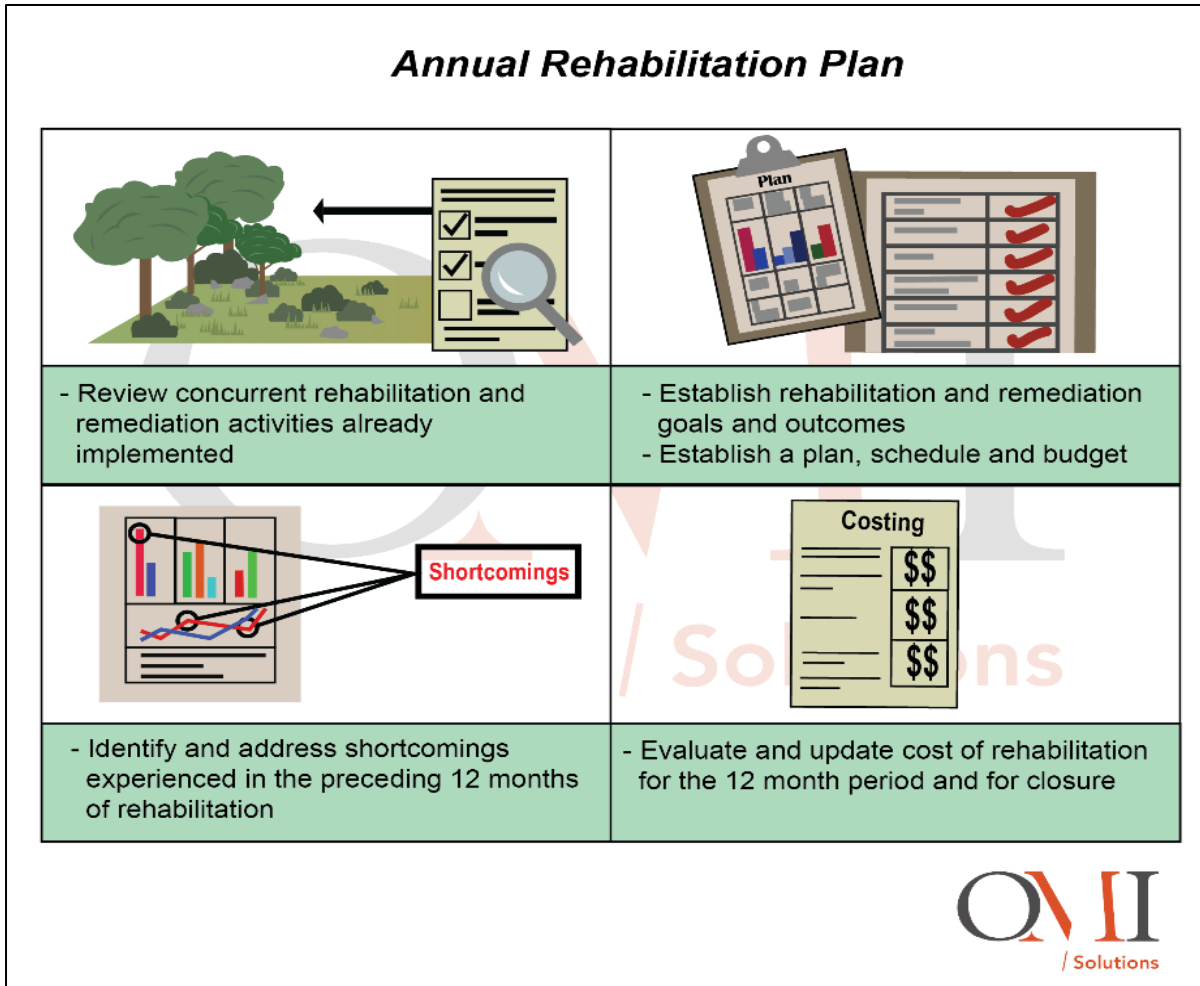 Annual Rehabilitation Plan
Plan
- Review concurrent rehabilitation and
remediation activities already
implemented
- Establish rehabilitation and remediation
goals and outcomes
- Establish a plan, schedule and budget
Shortcomings
Costing
$$
$$
$$
- Identify and address shortcomings
experienced in the preceding 12 months
of rehabilitation
- Evaluate and update cost of rehabilitation
for the 12 month period and for closure
OMI
/ Solutions
OMI
/ Solutions